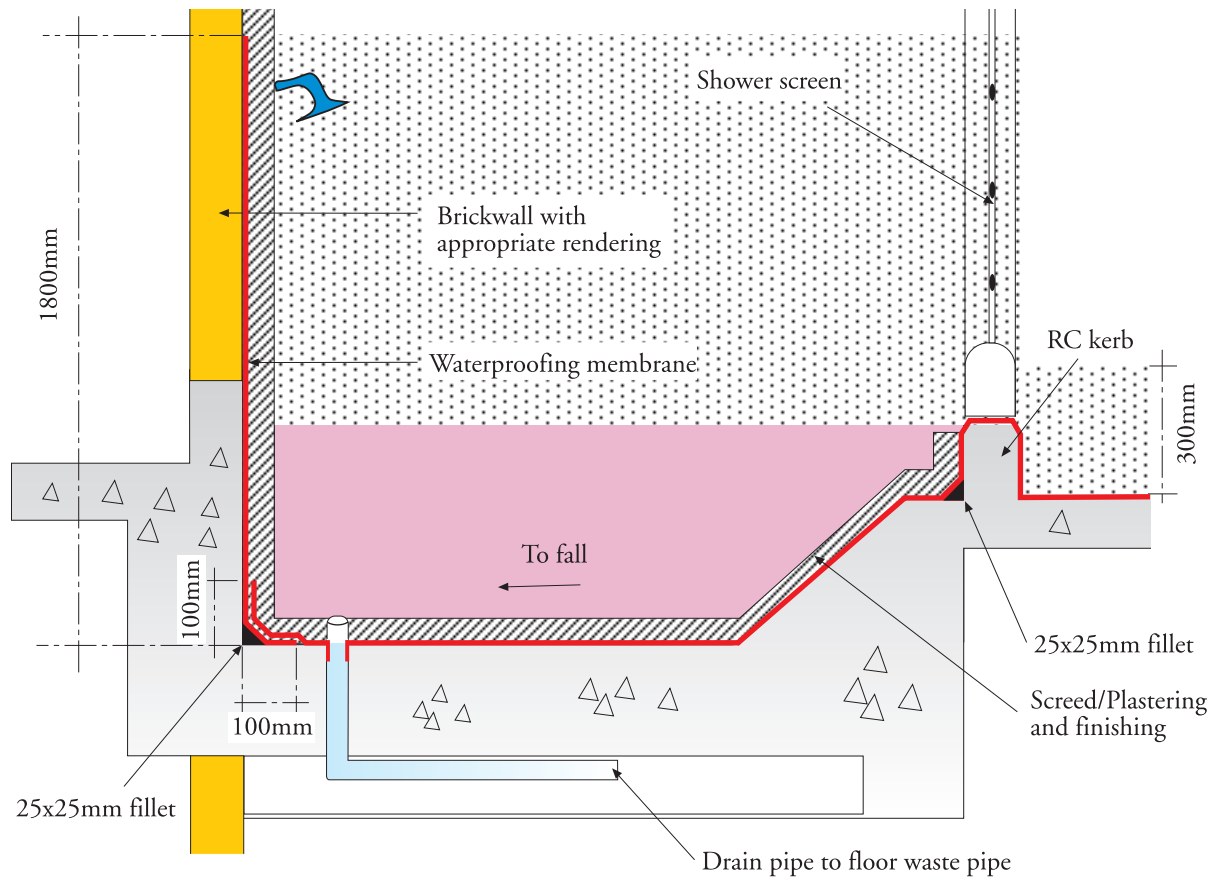 Shower screen
Brickwall with
appropriate rendering
1800mm
RC kerb
Waterproofing membrane
300mm
To fall
100mm
25x25mm fillet
Screed/Plastering
and finishing
100mm
25x25mm fillet
Drain pipe to floor waste pipe